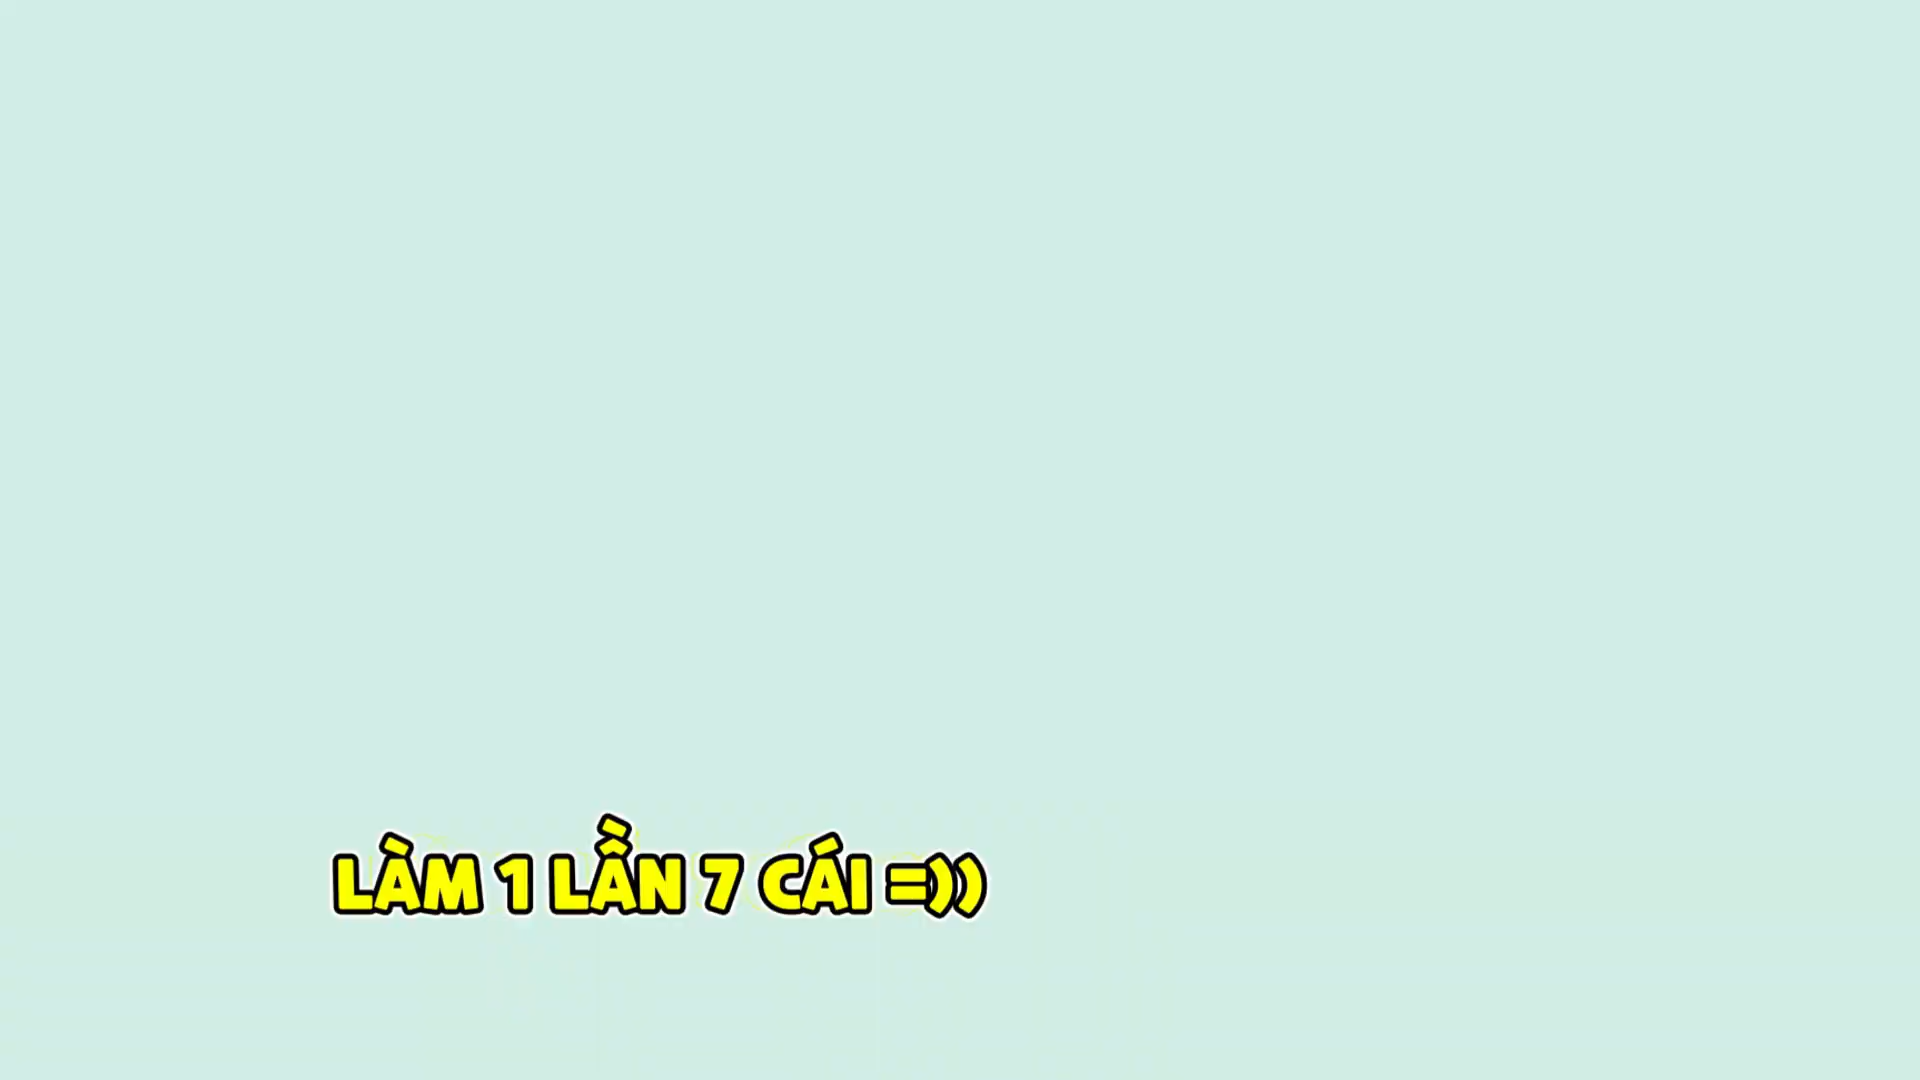 LÀM 1 LẦN 7 CÁI =))